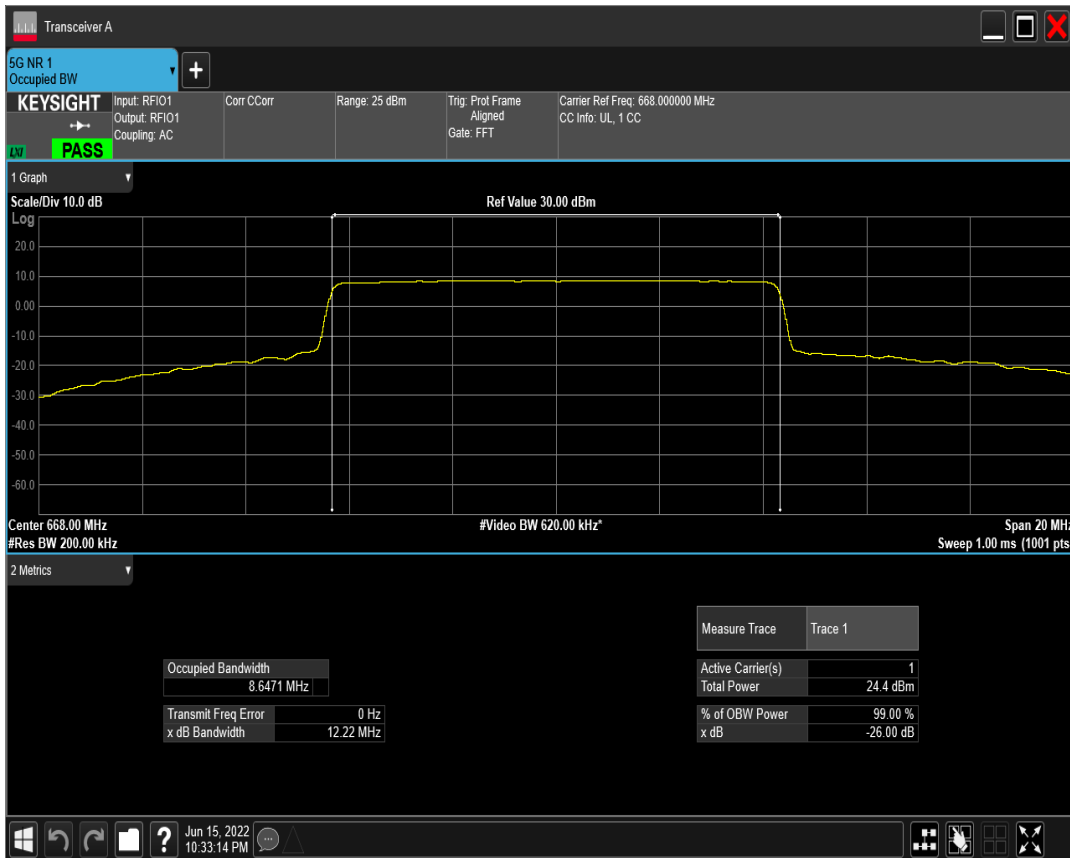 Transceiver A
5G NR 1
Occupied BW
KEYSIGHT
LXI
PASS
Input: RFIO1
Output: RFIO1
Coupling: AC
Corr CCorr
Range: 25 dBm
Trig: Prot Frame
Aligned
Gate: FFT
Carrier Ref Freq: 668.000000 MHz
CC Info: UL, 1 CC
1 Graph
Scale/Div 10.0 dB
Ref Value 30.00 dBm
Log
20.0
10.0
0.00
-10.0
-20.0
-30.0
-40.0
-50.0
-60.0
Center 668.00 MHz
#Video BW 620.00 kHz*
Span 20 MHz
#Res BW 200.00 kHz
Sweep 1.00 ms (1001 pts
2 Metrics
Measure Trace Trace 1
Occupied Bandwidth
8.6471 MHz
Active Carrier(s) 1
Total Power 24.4 dBm
Transmit Freq Error 0 Hz
x dB Bandwidth 12.22 MHz
% of OBW Power 99.00 %
x dB -26.00 dB
Jun 15, 2022
10:33:14 PM